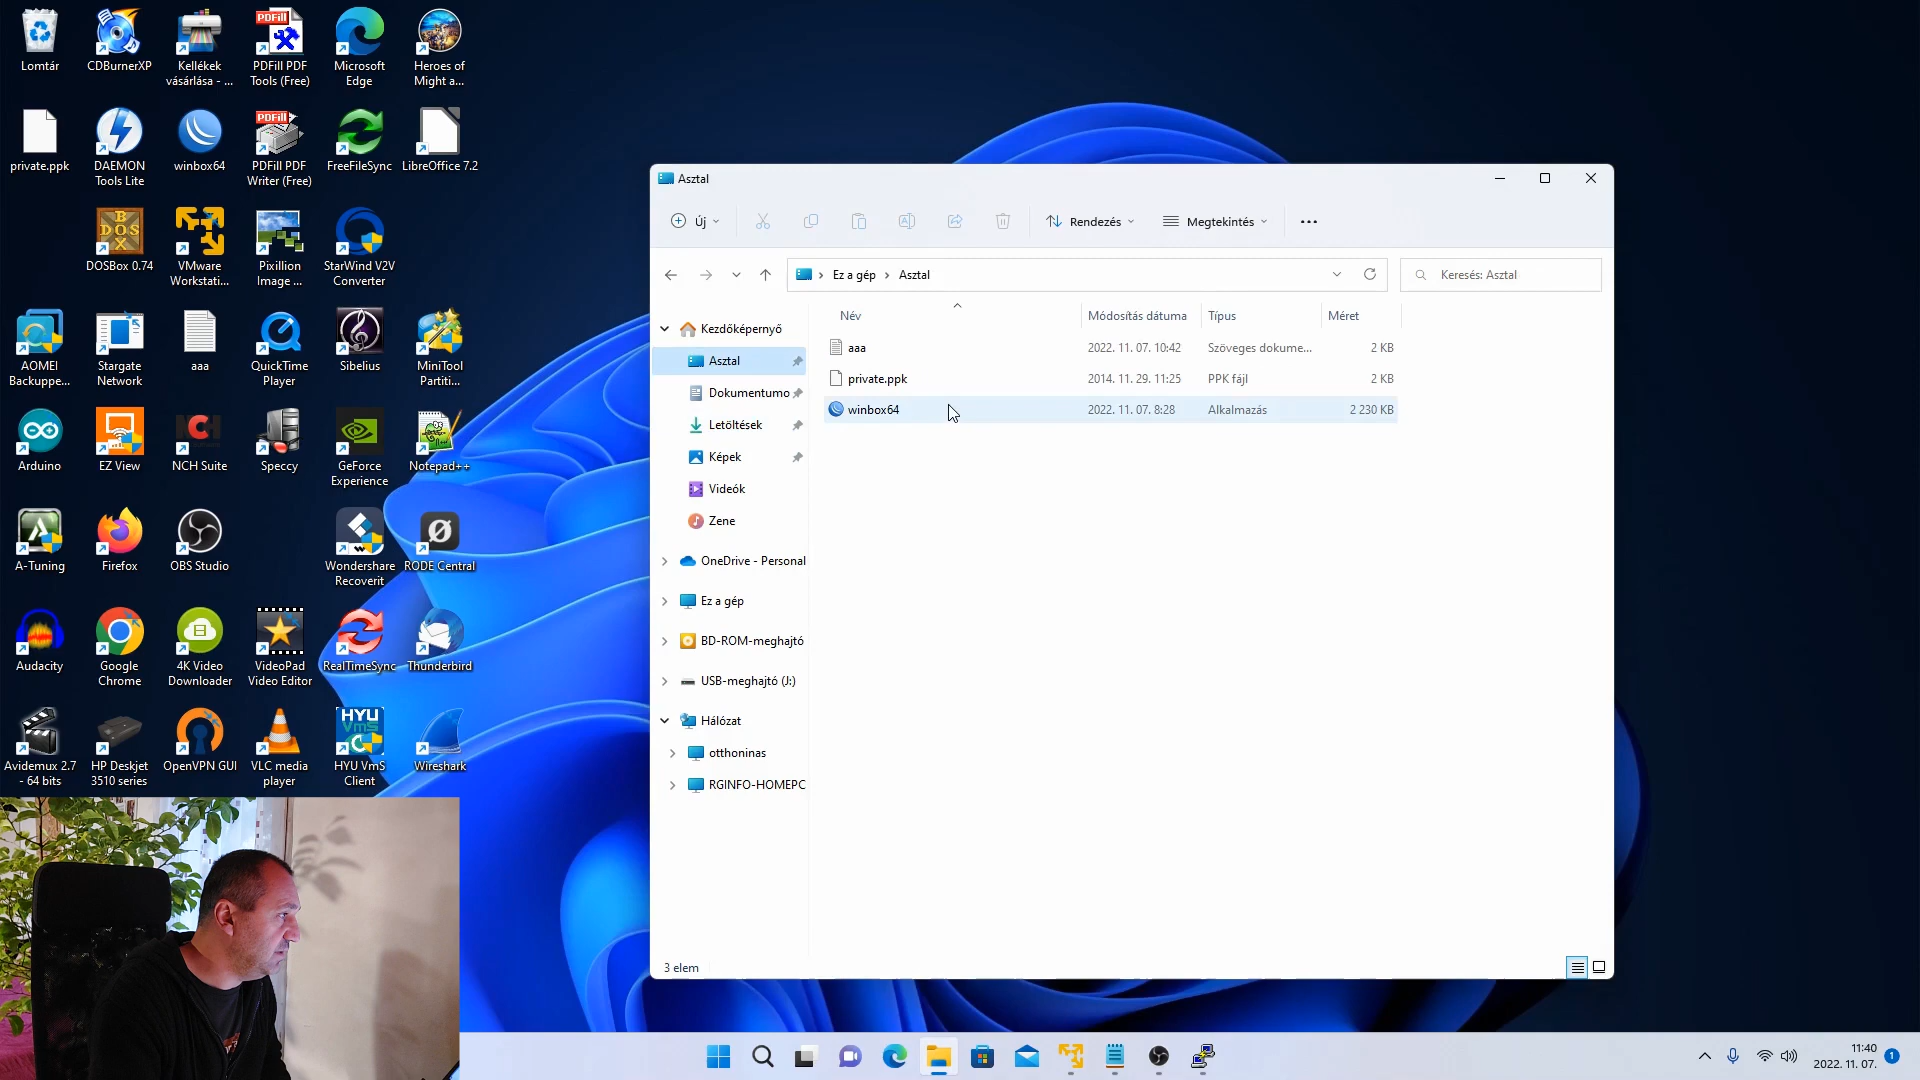 Lomtár
CDBurnerXP
Kellékek
vásárlása - ...
PDFill PDF
Tools (Free)
Microsoft
Edge
Heroes of
Might a...
private.ppk
DAEMON
Tools Lite
winbox64
PDFill PDF
Writer (Free)
FreeFileSync
LibreOffice 7.2
DOSBox 0.74
VMware
Workstati...
Pixillion
Image ...
StarWind V2V
Converter
AOMEI
Backuppe...
Stargate
Network
aaa
QuickTime
Player
Sibelius
MiniTool
Partiti...
Arduino
EZ View
NCH Suite
Speccy
GeForce
Experience
Notepad++
A-Tuning
Firefox
OBS Studio
Wondershare
Recoverit
RODE Central
Audacity
Google
Chrome
4K Video
Downloader
VideoPad
Video Editor
RealTimeSync
Thunderbird
Avidemux 2.7
- 64 bits
HP Deskjet
3510 series
OpenVPN GUI
VLC media
player
HYU
VmS
HYU VmS
Client
Wireshark
Asztal
Új
Rendezés
Megtekintés
Ez a gép
Asztal
Keresés: Asztal
Név
Módosítás dátuma
Típus
Méret
aaa
2022. 11. 07. 10:42
Szöveges dokume...
2 KB
private.ppk
2014. 11. 29. 11:25
PPK fájl
2 KB
winbox64
2022. 11. 07. 8:28
Alkalmazás
2 230 KB
Kezdőképernyő
Asztal
Dokumentumo
Letöltések
Képek
Videók
Zene
OneDrive - Personal
Ez a gép
BD-ROM-meghajtó
USB-meghajtó (J:)
Hálózat
otthoninas
RGINFO-HOMEPC
3 elem
11:40
2022. 11. 07.
1